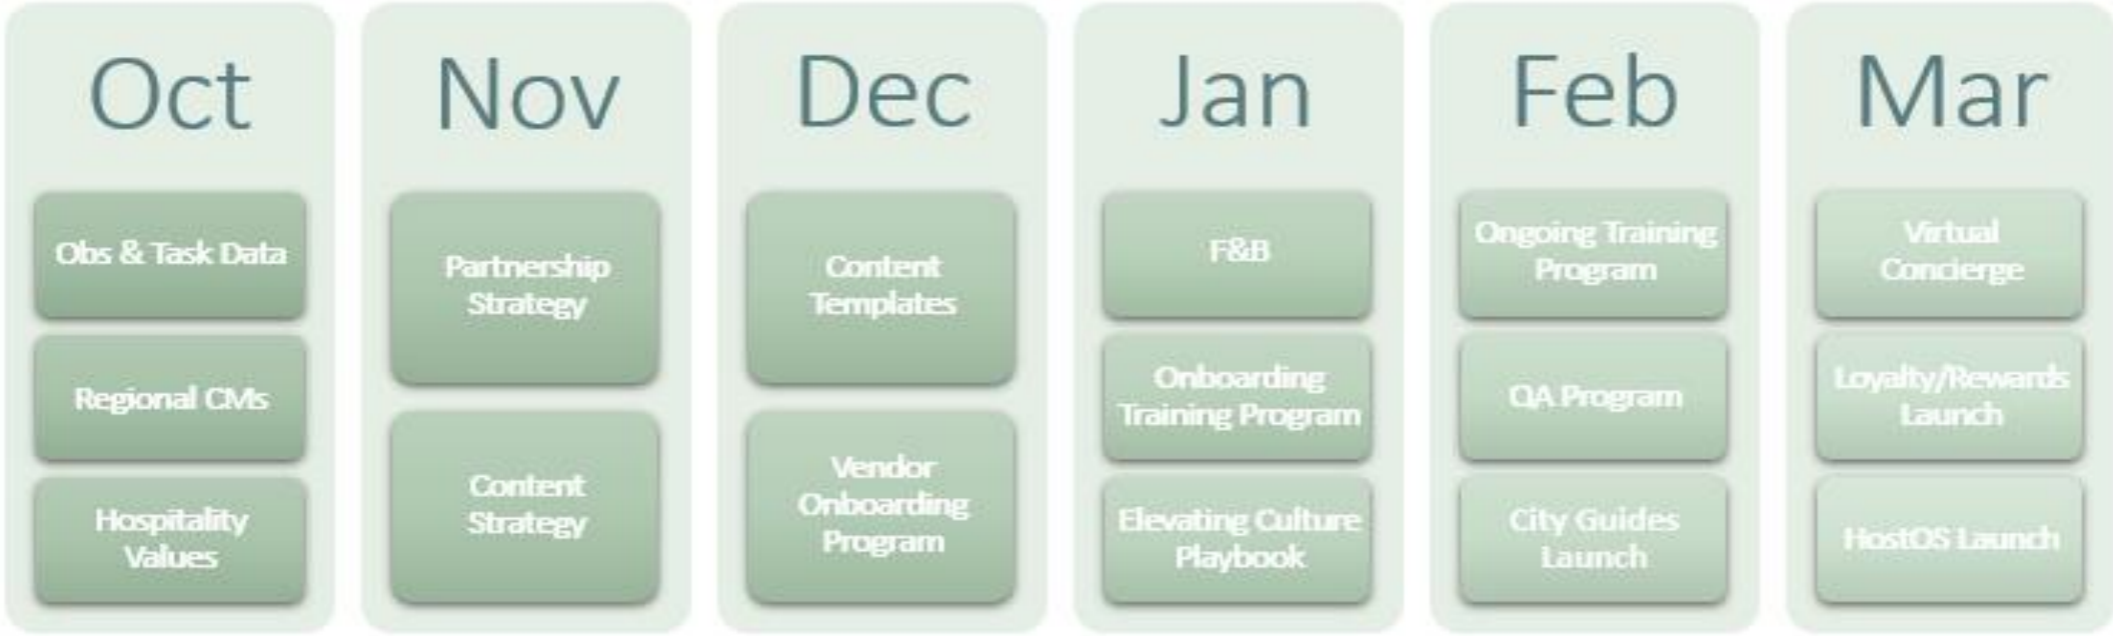 Oct
Obs & Task Data
Regional CMs
Hospitality
Values
Nov
Partnership
Strategy
Content
Strategy
Dec
Content
Templates
Vendor
Onboarding
Program
Jan
F&B
Onboarding
Training Program
Elevating Culture
Playbook
Feb
Ongoing Training
Program
QA Program
City Guides
Launch
Mar
Virtual
Concierge
Loyalty/Rewards
Launch
HostOS Launch